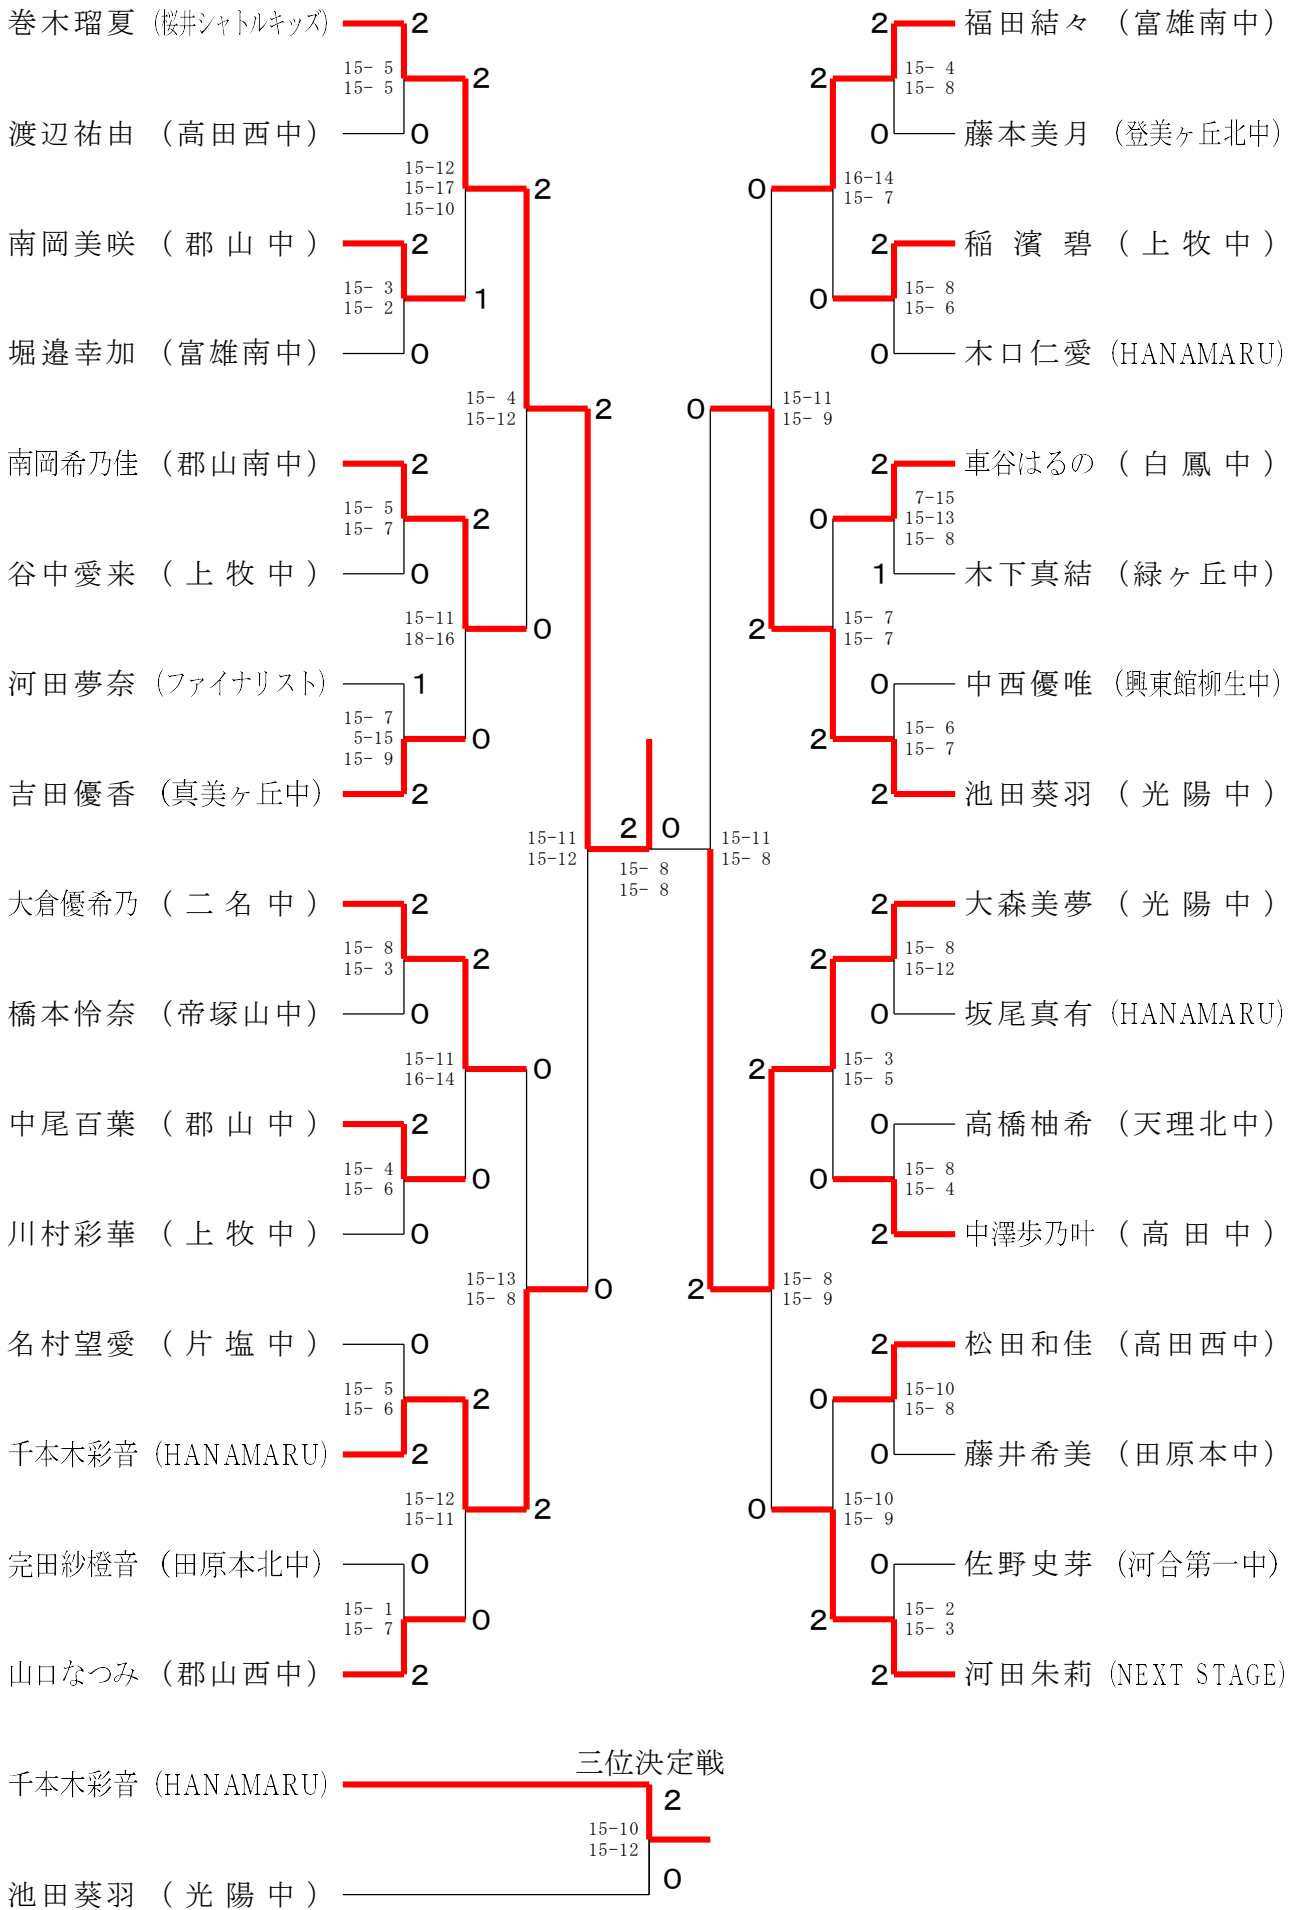 巻木瑠夏 (桜井シャトルキッズ) 2
15- 5
15- 5
2
渡辺祐由 (高田西中) 0
15-12
15-17
15-10
2
南岡美咲 (郡山中) 2
15- 3
15- 2
1
堀邉幸加 (富雄南中) 0
15- 4
15-12
2
南岡希乃佳 (郡山南中) 2
15- 5
15- 7
2
谷中愛来 (上牧中) 0
15-11
18-16
0
河田夢奈 (ファイナリスト) 1
15- 7
5-15
15- 9
0
吉田優香 (真美ヶ丘中) 2
15-11
15-12
大倉優希乃 (二名中) 2
15- 8
15- 3
2
橋本怜奈 (帝塚山中) 0
15-11
16-14
0
中尾百葉 (郡山中) 2
15- 4
15- 6
0
川村彩華 (上牧中) 0
15-13
15- 8
0
名村望愛 (片塩中) 0
15- 5
15- 6
2
千本木彩音 (HANAMARU) 2
15-12
15-11
2
完田紗橙音 (田原本北中) 0
15- 1
15- 7
0
山口なつみ (郡山西中) 2
2 0
15- 8
15- 8
2 福田結々 (富雄南中)
2
15- 4
15- 8
0 藤本美月 (登美ヶ丘北中)
0
16-14
15- 7
2 稲濱碧 (上牧中)
0
15- 8
15- 6
0 木口仁愛 (HANAMARU)
0
15-11
15- 9
2 車谷はるの (白鳳中)
0
7-15
15-13
15- 8
1 木下真結 (緑ヶ丘中)
2
15- 7
15- 7
0 中西優唯 (興東館柳生中)
2
15- 6
15- 7
2 池田葵羽 (光陽中)
15-11
15- 8
2 大森美夢 (光陽中)
2
15- 8
15-12
0 坂尾真有 (HANAMARU)
2
15- 3
15- 5
0 高橋柚希 (天理北中)
0
15- 8
15- 4
2 中澤歩乃叶 (高田中)
2
15- 8
15- 9
2 松田和佳 (高田西中)
0
15-10
15- 8
0 藤井希美 (田原本中)
0
15-10
15- 9
0 佐野史芽 (河合第一中)
2
15- 2
15- 3
2 河田朱莉 (NEXT STAGE)
三位決定戦
千本木彩音 (HANAMARU)
2
15-10
15-12
0
池田葵羽 (光陽中)